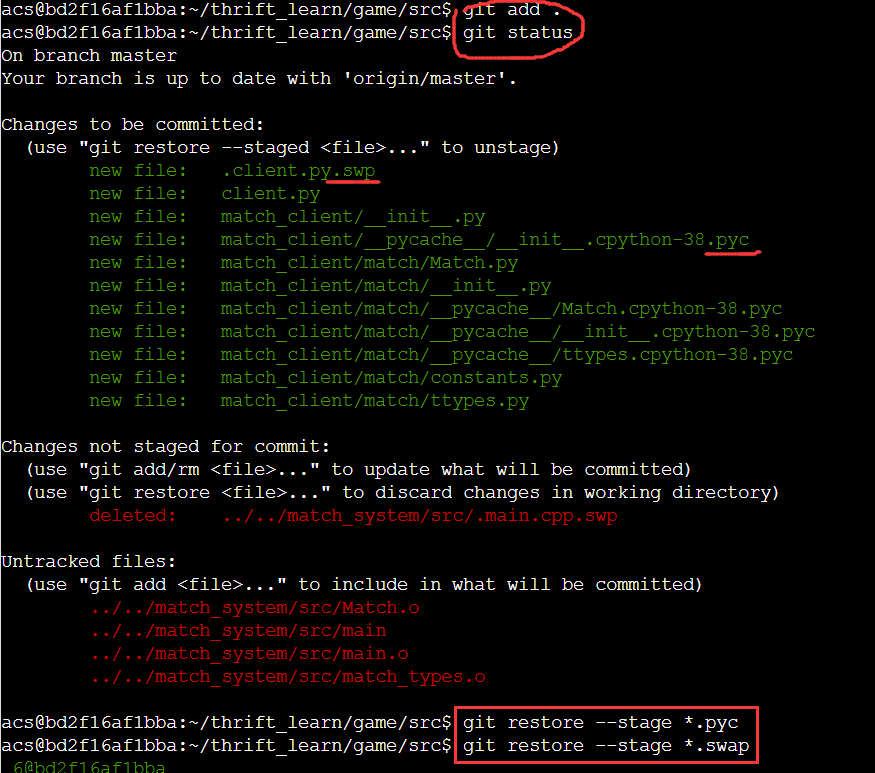 acs@bd2f16af1bba:~/thrift_learn/game/src$ git add .
acs@bd2f16af1bba:~/thrift_learn/game/src$ git status
On branch master
Your branch is up to date with 'origin/master'.
Changes to be committed:
(use "git restore --staged <file>..." to unstage)
new file: .client.py.swp
new file: client.py
new file: match_client/__init__.py
new file: match_client/__pycache__/__init__.cpython-38.pyc
new file: match_client/match/Match.py
new file: match_client/match/__init__.py
new file: match_client/match/__pycache__/Match.cpython-38.pyc
new file: match_client/match/__pycache__/__init__.cpython-38.pyc
new file: match_client/match/__pycache__/ttypes.cpython-38.pyc
new file: match_client/match/constants.py
new file: match_client/match/ttypes.py
Changes not staged for commit:
(use "git add/rm <file>..." to update what will be committed)
(use "git restore <file>..." to discard changes in working directory)
deleted: ../../match_system/src/.main.cpp.swp
Untracked files:
(use "git add <file>..." to include in what will be committed)
../../match_system/src/Match.o
../../match_system/src/main
../../match_system/src/main.o
../../match_system/src/match_types.o
acs@bd2f16af1bba:~/thrift_learn/game/src$ git restore --stage *.pyc
acs@bd2f16af1bba:~/thrift_learn/game/src$ git restore --stage *.swap
6@bd2f16af1bba